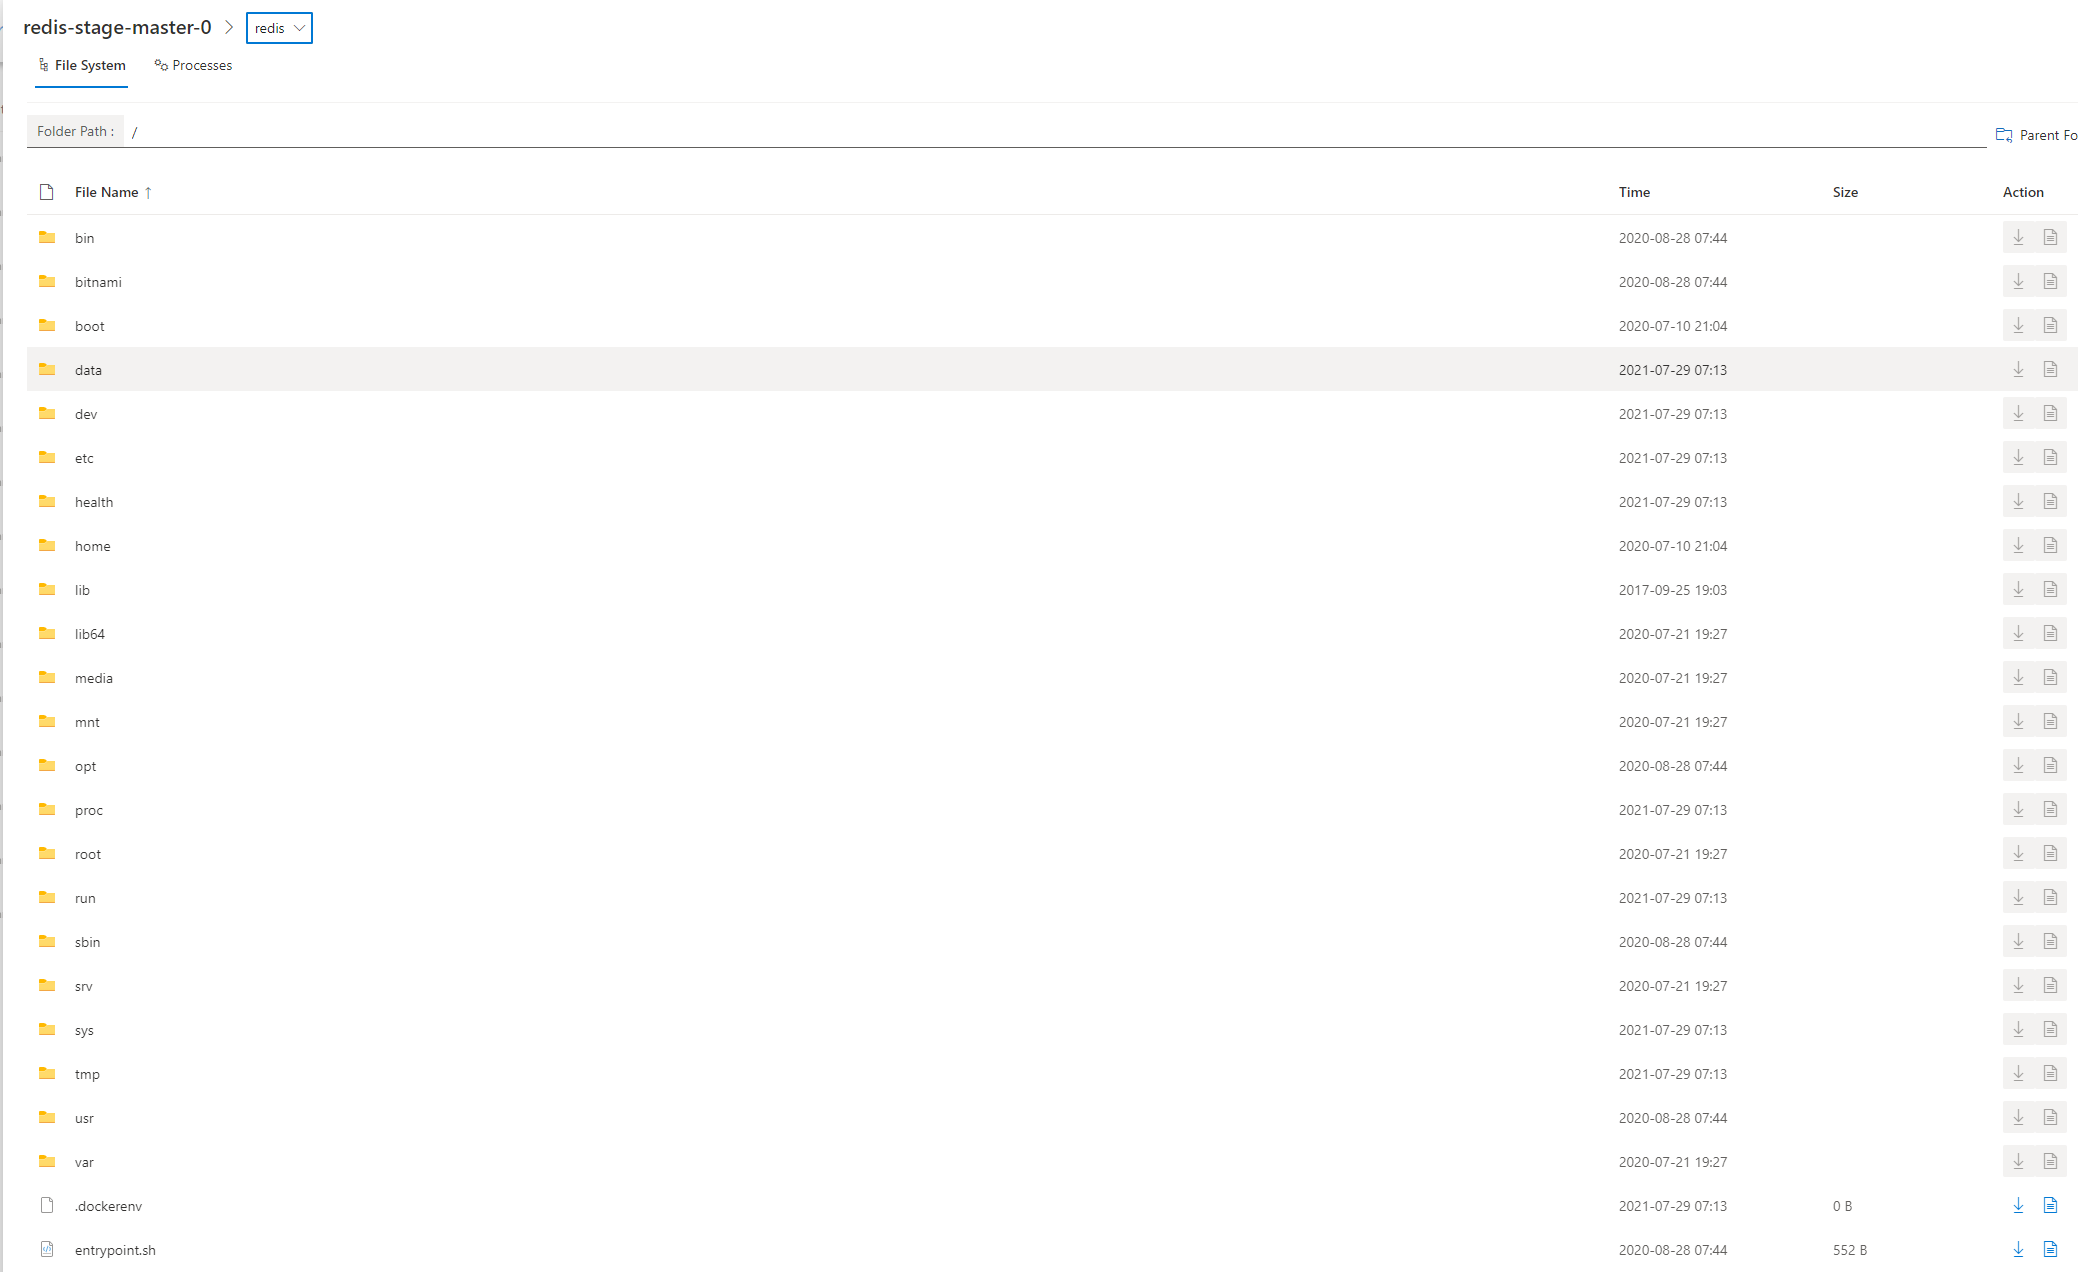 redis-stage-master-0 redis
File System Processes
Folder Path : / Parent Fo
File Name ↑ Time Size Action
bin 2020-08-28 07:44
bitnami 2020-08-28 07:44
boot 2020-07-10 21:04
data 2021-07-29 07:13
dev 2021-07-29 07:13
etc 2021-07-29 07:13
health 2021-07-29 07:13
home 2020-07-10 21:04
lib 2017-09-25 19:03
lib64 2020-07-21 19:27
media 2020-07-21 19:27
mnt 2020-07-21 19:27
opt 2020-08-28 07:44
proc 2021-07-29 07:13
root 2020-07-21 19:27
run 2021-07-29 07:13
sbin 2020-08-28 07:44
srv 2020-07-21 19:27
sys 2021-07-29 07:13
tmp 2021-07-29 07:13
usr 2020-08-28 07:44
var 2020-07-21 19:27
.dockerenv 2021-07-29 07:13 0 B
entrypoint.sh 2020-08-28 07:44 552 B